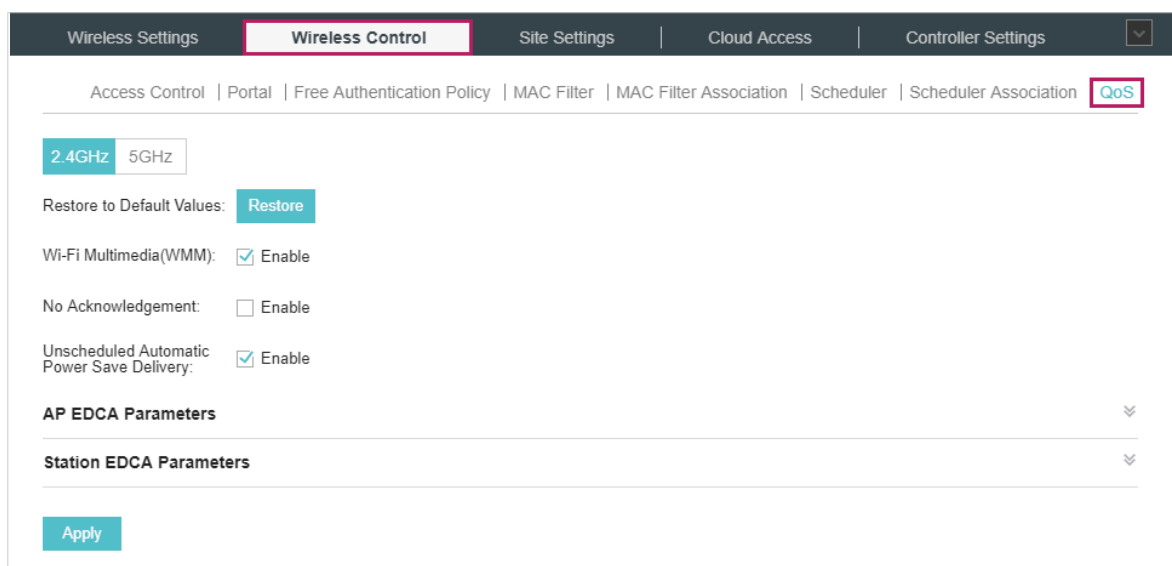 Wireless Settings Wireless Control Site Settings | Cloud Access | Controller Settings
Access Control | Portal | Free Authentication Policy | MAC Filter | MAC Filter Association | Scheduler | Scheduler Association QoS
2.4GHz 5GHz
Restore to Default Values: Restore
Wi-Fi Multimedia(WMM): Enable
No Acknowledgement: Enable
Unscheduled Automatic
Power Save Delivery: Enable
AP EDCA Parameters
Station EDCA Parameters
Apply